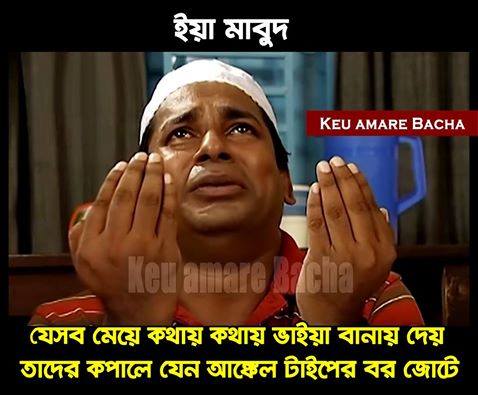 ইয়া মাবুদ
KEU AMARE BACHA
Keu amare Bacha
যেসব মেয়ে কথায় কথায় ভাইয়া বানায় দেয়
তাদের কপালে যেন আঙ্কেল টাইপের বর জোটে